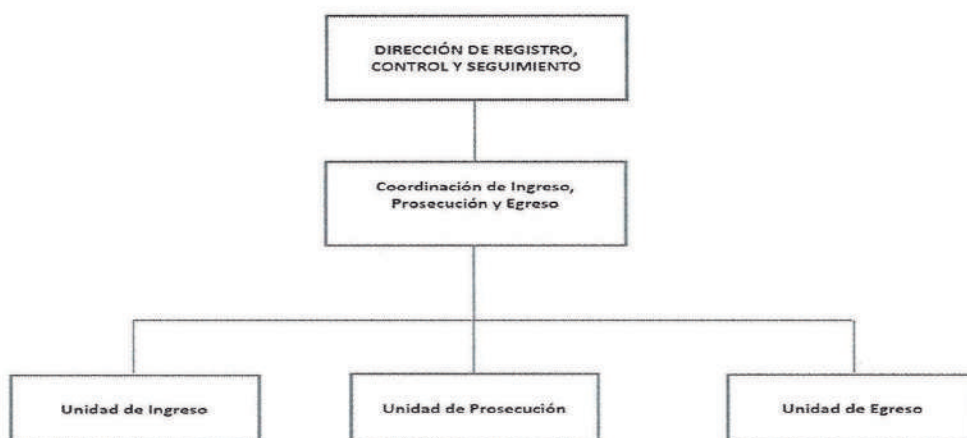 DIRECCIÓN DE REGISTRO,
CONTROL Y SEGUIMIENTO
Coordinación de Ingreso,
Prosecución y Egreso
Unidad de Ingreso
Unidad de Prosecución
Unidad de Egreso